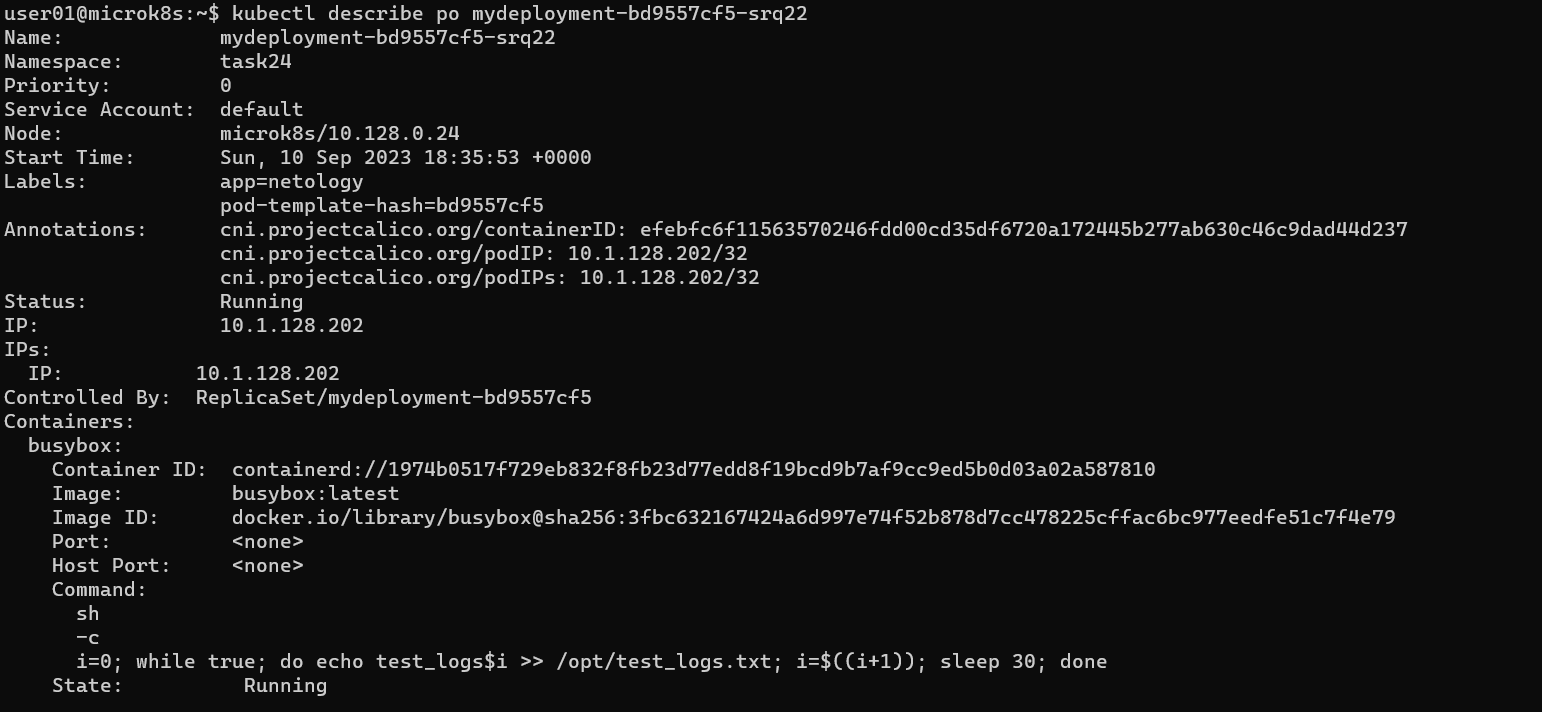 user01@microk8s:~$ kubectl describe po mydeployment-bd9557cf5-srq22
Name:             mydeployment-bd9557cf5-srq22
Namespace:        task24
Priority:         0
Service Account:  default
Node:             microk8s/10.128.0.24
Start Time:       Sun, 10 Sep 2023 18:35:53 +0000
Labels:           app=netology
                  pod-template-hash=bd9557cf5
Annotations:      cni.projectcalico.org/containerID: efebfc6f11563570246fdd00cd35df6720a172445b277ab630c46c9dad44d237
                  cni.projectcalico.org/podIP: 10.1.128.202/32
                  cni.projectcalico.org/podIPs: 10.1.128.202/32
Status:           Running
IP:               10.1.128.202
IPs:
  IP:           10.1.128.202
Controlled By:  ReplicaSet/mydeployment-bd9557cf5
Containers:
  busybox:
    Container ID:  containerd://1974b0517f729eb832f8fb23d77edd8f19bcd9b7af9cc9ed5b0d03a02a587810
    Image:         busybox:latest
    Image ID:      docker.io/library/busybox@sha256:3fbc632167424a6d997e74f52b878d7cc478225cffac6bc977eedfe51c7f4e79
    Port:          <none>
    Host Port:     <none>
    Command:
      sh
      -c
      i=0; while true; do echo test_logs$i >> /opt/test_logs.txt; i=$((i+1)); sleep 30; done
    State:          Running